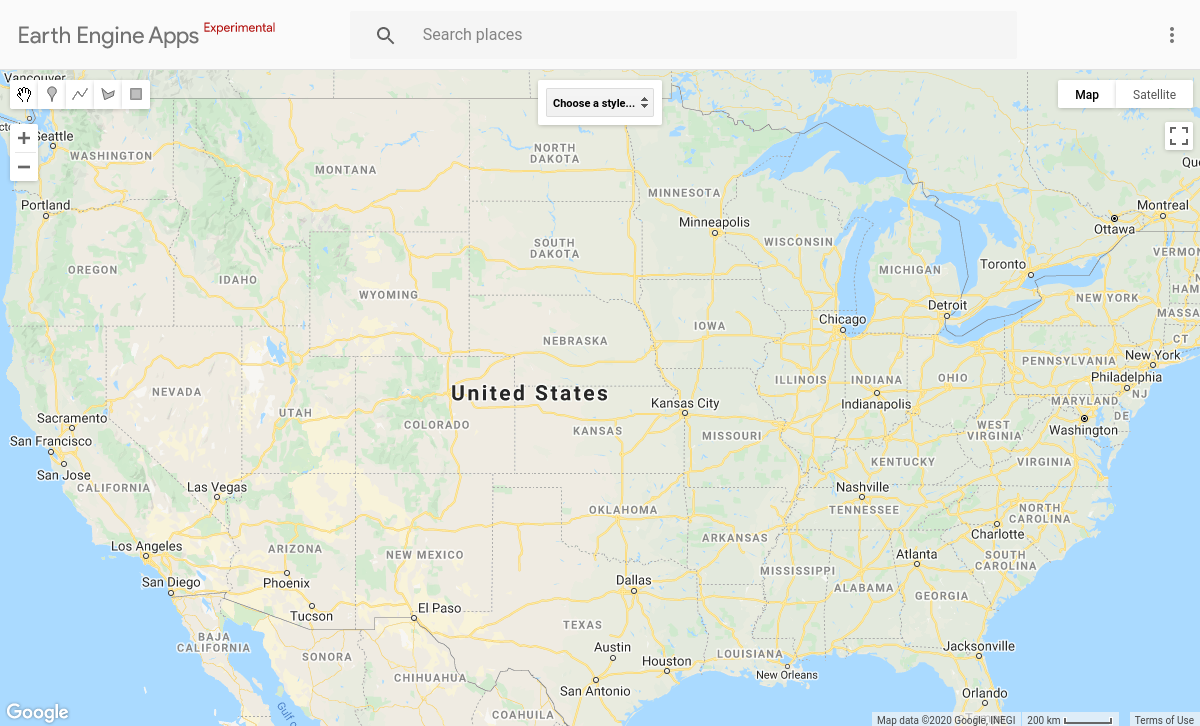 Earth Engine Apps Experimental
Search places
Vancouver
Choose a style...
Map
Satellite
Seattle
WASHINGTON
MONTANA
NORTH
DAKOTA
MINNESOTA
Portland
Minneapolis
Montreal
Ottawa
OREGON
IDAHO
SOUTH
DAKOTA
WISCONSIN
MICHIGAN
Toronto
WYOMING
Detroit
NEW YORK
Chicago
IOWA
NEBRASKA
CT
New York
PENNSYLVANIA
Philadelphia
NEVADA
UTAH
United States
ILLINOIS
INDIANA
OHIO
NJ
Indianapolis
MARYLAND
DE
Kansas City
Sacramento
San Francisco
COLORADO
KANSAS
MISSOURI
WEST
VIRGINIA
Washington
San Jose
CALIFORNIA
Las Vegas
KENTUCKY
VIRGINIA
Nashville
TENNESSEE
OKLAHOMA
NORTH
CAROLINA
Charlotte
Los Angeles
ARIZONA
NEW MEXICO
ARKANSAS
Atlanta
SOUTH
CAROLINA
San Diego
Phoenix
Dallas
MISSISSIPPI
ALABAMA
GEORGIA
Tucson
El Paso
TEXAS
BAJA
CALIFORNIA
SONORA
Austin
LOUISIANA
Jacksonville
Houston
New Orleans
CHIHUAHUA
San Antonio
Orlando
COAHUILA
Google
Gulf
Map data ©2020 Google, INEGI
200 km
Terms of Use